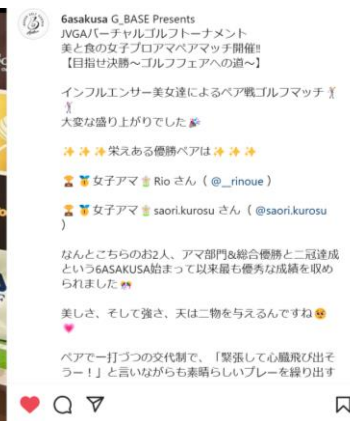 6asakusa G_BASE Presents
JVGAバーチャルゴルフトーナメント
美と食の女子プロアマペアマッチ開催‼
【目指せ決勝〜ゴルフフェアへの道〜】
インフルエンサー美女達によるペア戦ゴルフマッチ🏌
🏌
大変な盛り上がりでした🎉
✨✨✨栄えある優勝ペアは✨✨✨
🏆🥇女子アマ Rio さん（ @__rinoue ）
🏆🥇女子アマ saori.kurosu さん（ @saori.kurosu
）
なんとこちらのお2人、アマ部門&総合優勝と二冠達成
という6ASAKUSA始まって以来最も優秀な成績を収め
られました
美しさ、そして強さ、天は二物を与えるんですね🥺
💗
ペアで一打づつの交代制で、「緊張して心臓飛び出そ
うー！」と言いながらも素晴らしいプレーを繰り出す